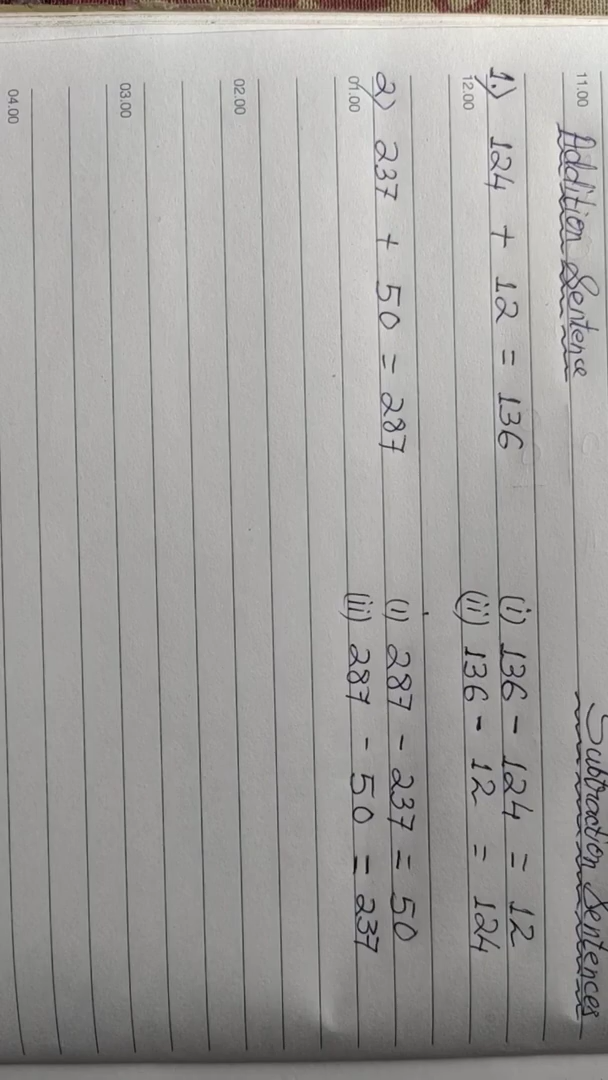 11.00 Addition Sentence Subtraction Sentences
1.) 124 + 12 = 136 (i) 136 - 124 = 12
12.00 (ii) 136 - 12 = 124
2) 237 + 50 = 287 (i) 287 - 237 = 50
01.00 (ii) 287 - 50 = 237
02.00
03.00
04.00